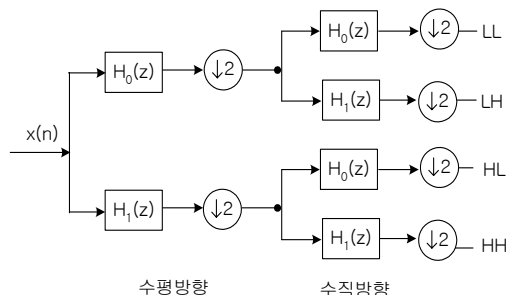 H₀(z) ↓2 LL
H₀(z) ↓2
H₁(z) ↓2 LH
x(n)
H₀(z) ↓2 HL
H₁(z) ↓2
H₁(z) ↓2 HH
수평방향 수직방향